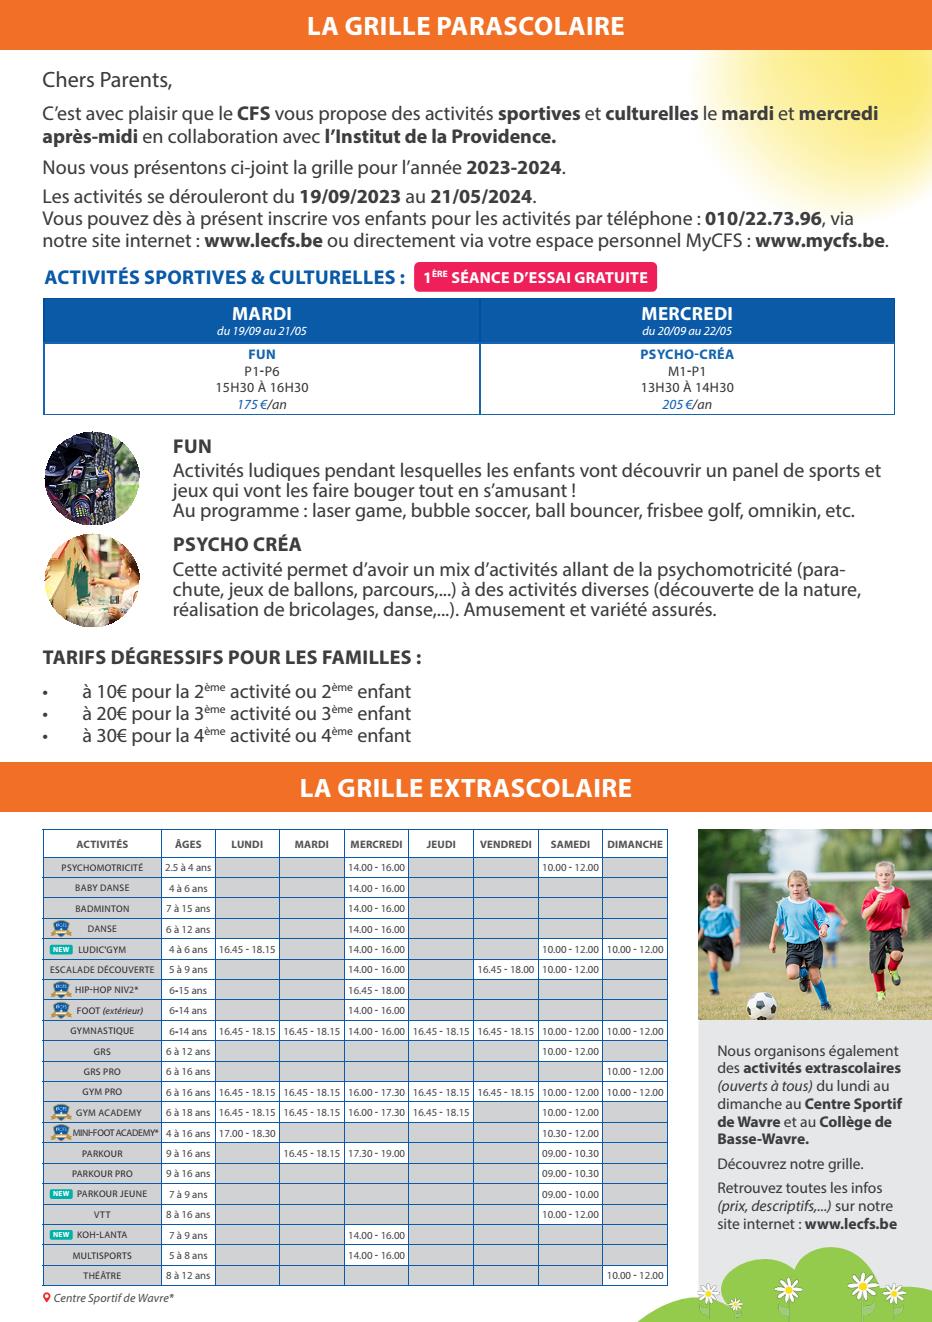 LA GRILLE PARASCOLAIRE
Chers Parents,
C'est avec plaisir que le CFS vous propose des activités sportives et culturelles le mardi et mercredi
après-midi en collaboration avec l'Institut de la Providence.
Nous vous présentons ci-joint la grille pour l'année 2023-2024.
Les activités se dérouleront du 19/09/2023 au 21/05/2024.
Vous pouvez dès à présent inscrire vos enfants pour les activités par téléphone : 010/22.73.96, via
notre site internet : www.lecfs.be ou directement via votre espace personnel MyCFS : www.mycfs.be.
ACTIVITÉS SPORTIVES & CULTURELLES : 1ÈRE SÉANCE D'ESSAI GRATUITE
MARDI MERCREDI
du 19/09 au 21/05 du 20/09 au 22/05
FUN PSYCHO-CRÉA
P1-P6 M1-P1
15H30 À 16H30 13H30 À 14H30
175 €/an 205 €/an
FUN
Activités ludiques pendant lesquelles les enfants vont découvrir un panel de sports et
jeux qui vont les faire bouger tout en s'amusant !
Au programme : laser game, bubble soccer, ball bouncer, frisbee golf, omnikin, etc.
PSYCHO CRÉA
Cette activité permet d'avoir un mix d'activités allant de la psychomotricité (para-
chute, jeux de ballons, parcours,...) à des activités diverses (découverte de la nature,
réalisation de bricolages, danse,...). Amusement et variété assurés.
TARIFS DÉGRESSIFS POUR LES FAMILLES :
• à 10€ pour la 2ème activité ou 2ème enfant
• à 20€ pour la 3ème activité ou 3ème enfant
• à 30€ pour la 4ème activité ou 4ème enfant
LA GRILLE EXTRASCOLAIRE
ACTIVITÉS ÂGES LUNDI MARDI MERCREDI JEUDI VENDREDI SAMEDI DIMANCHE
PSYCHOMOTRICITÉ 2.5 à 4 ans 14.00 - 16.00 10.00 - 12.00
BABY DANSE 4 à 6 ans 14.00 - 16.00
BADMINTON 7 à 15 ans 14.00 - 16.00
DANSE 6 à 12 ans 14.00 - 16.00
NEW LUDIC'GYM 4 à 6 ans 16.45 - 18.15 14.00 - 16.00 10.00 - 12.00 10.00 - 12.00
ESCALADE DÉCOUVERTE 5 à 9 ans 14.00 - 16.00 16.45 - 18.00 10.00 - 12.00
HIP-HOP NIV2* 6-15 ans 16.45 - 18.00
FOOT (extérieur) 6-14 ans 14.00 - 16.00
GYMNASTIQUE 6-14 ans 16.45 - 18.15 16.45 - 18.15 14.00 - 16.00 16.45 - 18.15 16.45 - 18.15 10.00 - 12.00 10.00 - 12.00
GRS 6 à 12 ans 10.00 - 12.00
GRS PRO 6 à 16 ans 10.00 - 12.00
GYM PRO 6 à 16 ans 16.45 - 18.15 16.45 - 18.15 16.00 - 17.30 16.45 - 18.15 16.45 - 18.15 10.00 - 12.00 10.00 - 12.00
GYM ACADEMY 6 à 18 ans 16.45 - 18.15 16.45 - 18.15 16.00 - 17.30 16.45 - 18.15 10.00 - 12.00
MINI-FOOT ACADEMY* 4 à 16 ans 17.00 - 18.30 10.30 - 12.00
PARKOUR 9 à 16 ans 16.45 - 18.15 17.30 - 19.00 09.00 - 10.30
PARKOUR PRO 9 à 16 ans 09.00 - 10.30
NEW PARKOUR JEUNE 7 à 9 ans 09.00 - 10.00
VTT 8 à 16 ans 10.00 - 12.00
NEW KOH-LANTA 7 à 9 ans 14.00 - 16.00
MULTISPORTS 5 à 8 ans 14.00 - 16.00
THÉÂTRE 8 à 12 ans 10.00 - 12.00
Centre Sportif de Wavre*
Nous organisons également
des activités extrascolaires
(ouverts à tous) du lundi au
dimanche au Centre Sportif
de Wavre et au Collège de
Basse-Wavre.
Découvrez notre grille.
Retrouvez toutes les infos
(prix, descriptifs,...) sur notre
site internet : www.lecfs.be